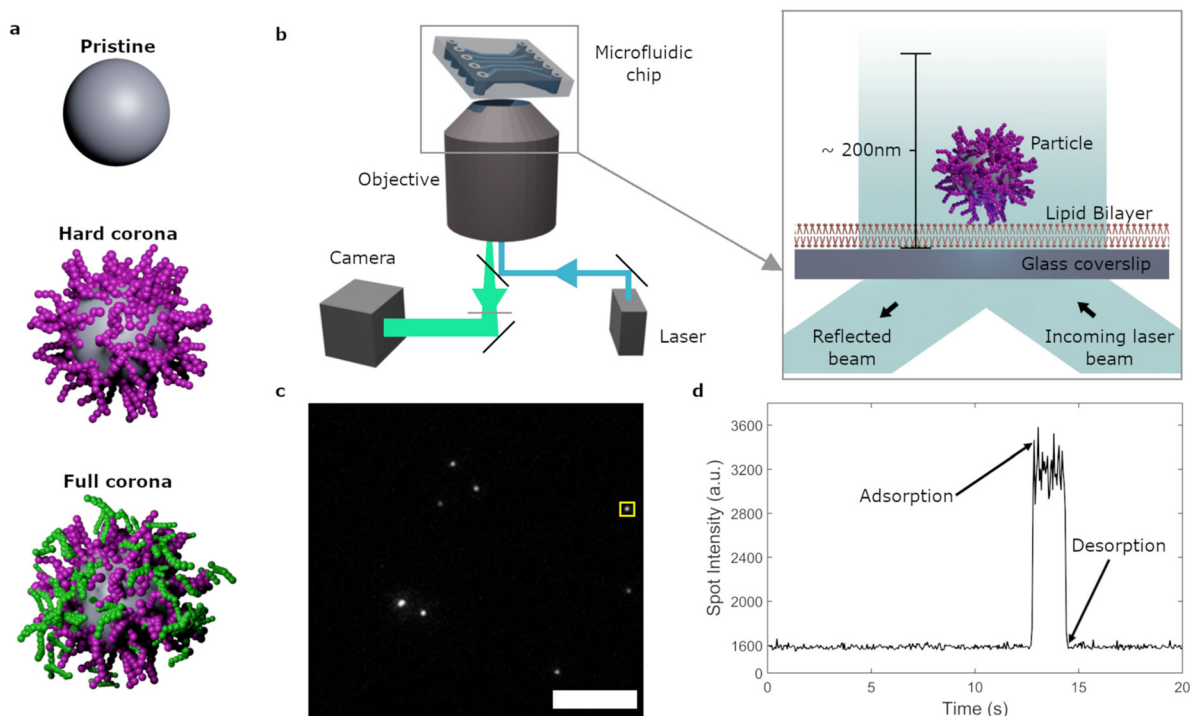 a
Pristine
Hard corona
Full corona
b
Microfluidic
chip
Objective
Camera
Laser
~ 200nm
Particle
Lipid Bilayer
Glass coverslip
Reflected
beam
Incoming laser
beam
c
d
3600
3200
2800
2400
2000
1600
1200
Spot Intensity (a.u.)
Adsorption
Desorption
0
5
10
15
20
Time (s)